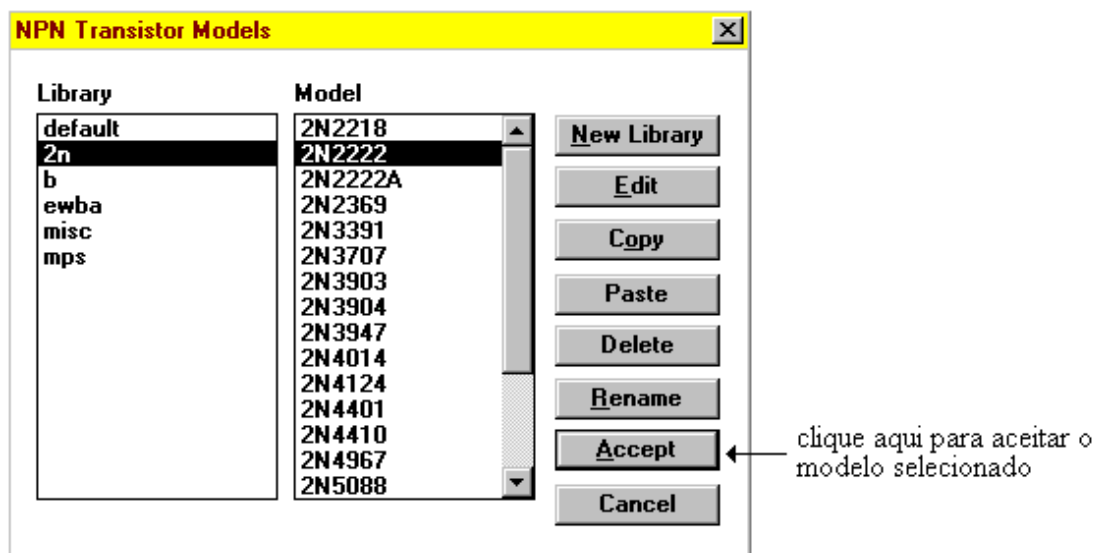 NPN Transistor Models
Library
default
2n
b
ewba
misc
mps
Model
2N2218
2N2222
2N2222A
2N2369
2N3391
2N3707
2N3903
2N3904
2N3947
2N4014
2N4124
2N4401
2N4410
2N4967
2N5088
New Library
Edit
Copy
Paste
Delete
Rename
Accept
Cancel
clique aqui para aceitar o
modelo selecionado